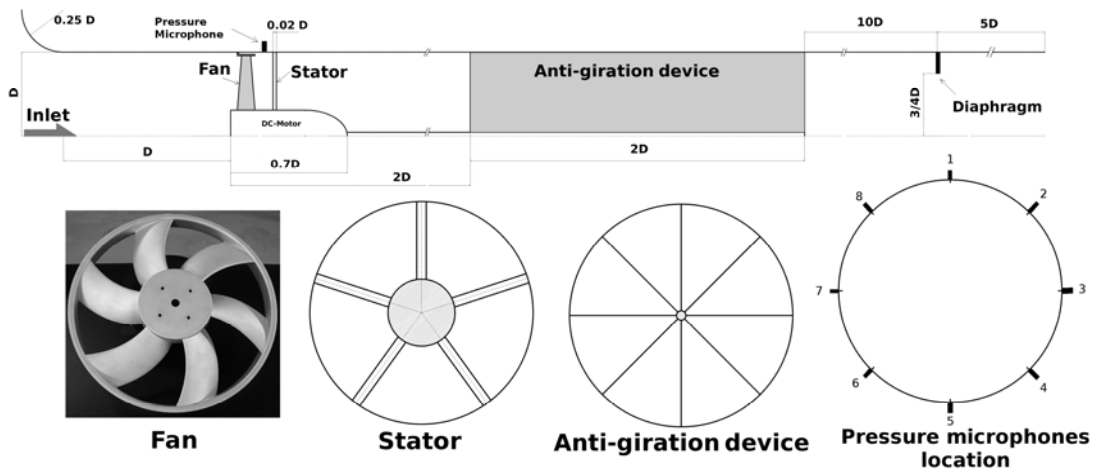 0.25 D
Pressure
Microphone
0.02 D
10D
5D
Fan
Stator
Anti-giration device
D
Inlet
DC-Motor
3/4D
Diaphragm
D
0.7D
2D
2D
1
2
3
4
5
6
7
8
Fan
Stator
Anti-giration device
Pressure microphones
location